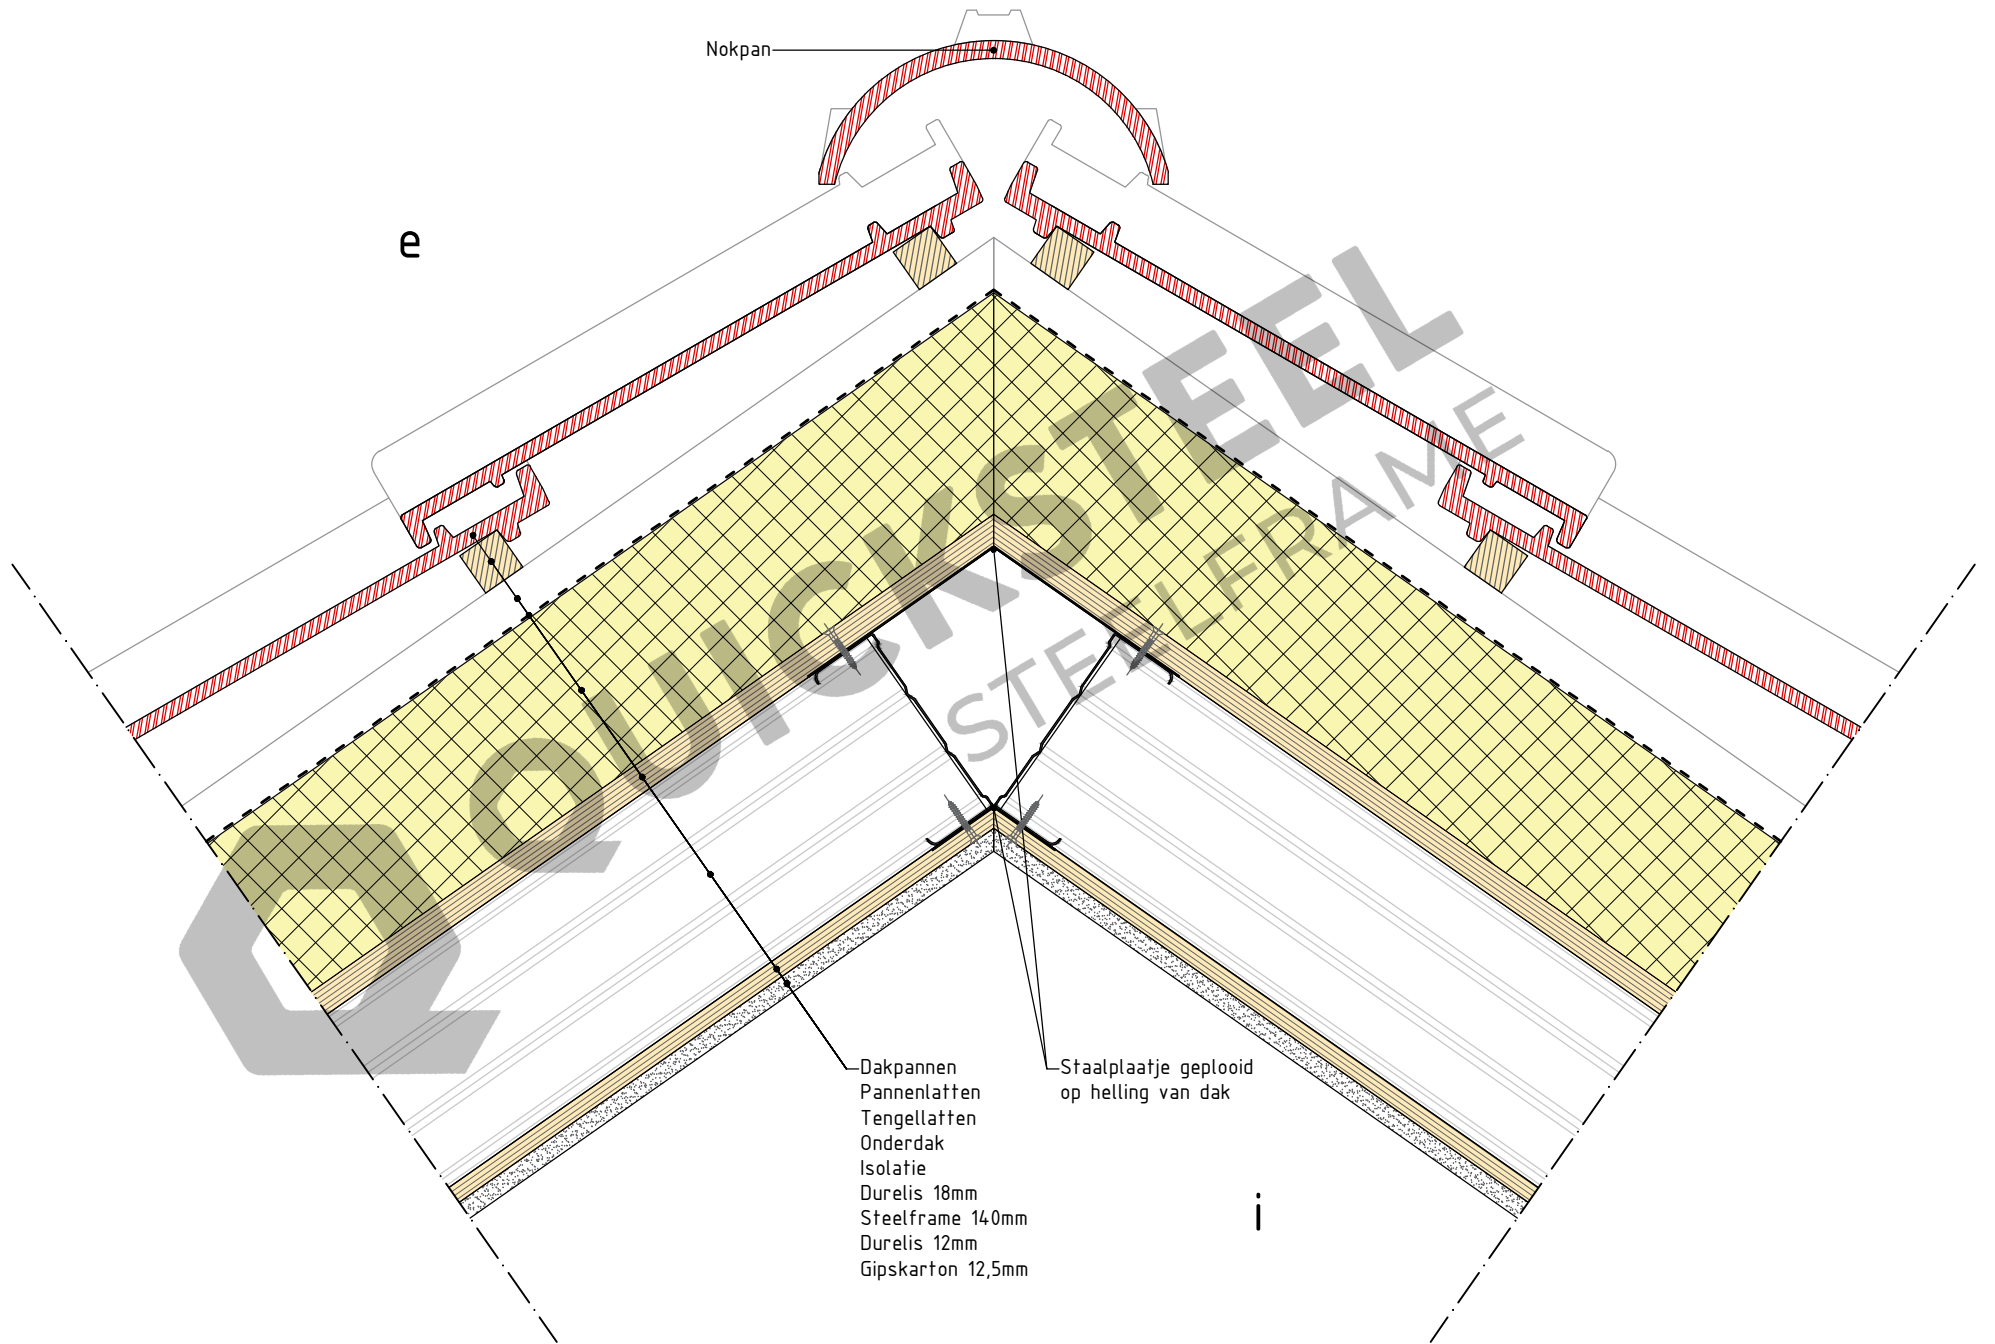 Nokpan
e
QUICKSTEEL
STEELFRAME
Dakpannen
Pannenlatten
Tengellatten
Onderdak
Isolatie
Durelis 18mm
Steelframe 140mm
Durelis 12mm
Gipskarton 12,5mm
Staalplaatje geplooid
op helling van dak
i